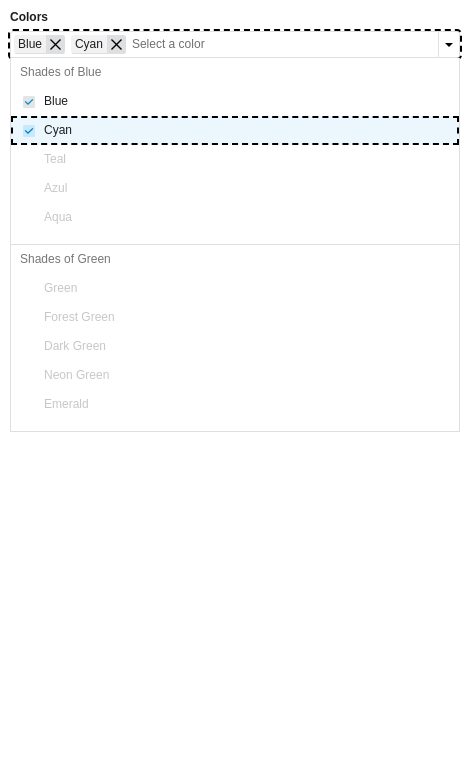 Colors
Blue Cyan Select a color
Shades of Blue
Blue
Cyan
Teal
Azul
Aqua
Shades of Green
Green
Forest Green
Dark Green
Neon Green
Emerald